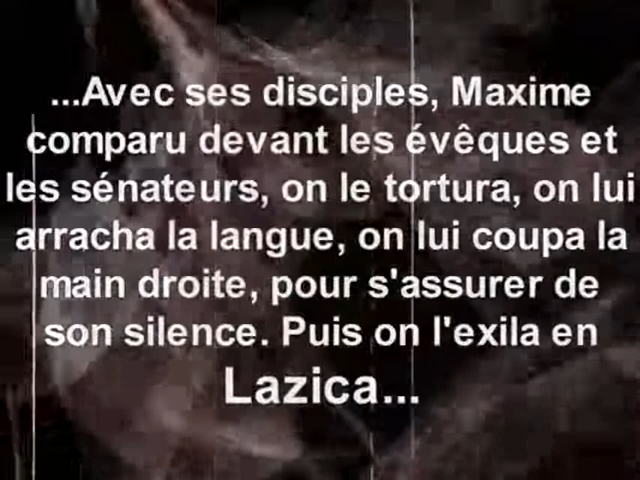 ...Avec ses disciples, Maxime
comparu devant les évêques et
les sénateurs, on le tortura, on lui
arracha la langue, on lui coupa la
main droite, pour s'assurer de
son silence. Puis on l'exila en
Lazica...